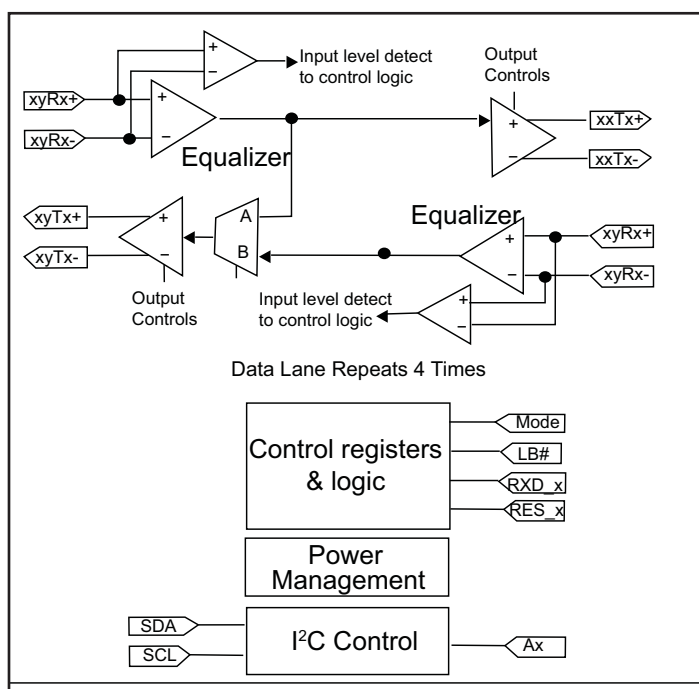 xyRx+
xyRx-
+
−
+
−
Input level detect
to control logic
Equalizer
Output
Controls
+
−
xxTx+
xxTx-
xyTx+
xyTx-
+
−
Output
Controls
A
B
Equalizer
+
−
xyRx+
xyRx-
+
−
Input level detect
to control logic
Data Lane Repeats 4 Times
Control registers
& logic
Mode
LB#
RXD_x
RES_x
Power
Management
SDA
SCL
I²C Control
Ax